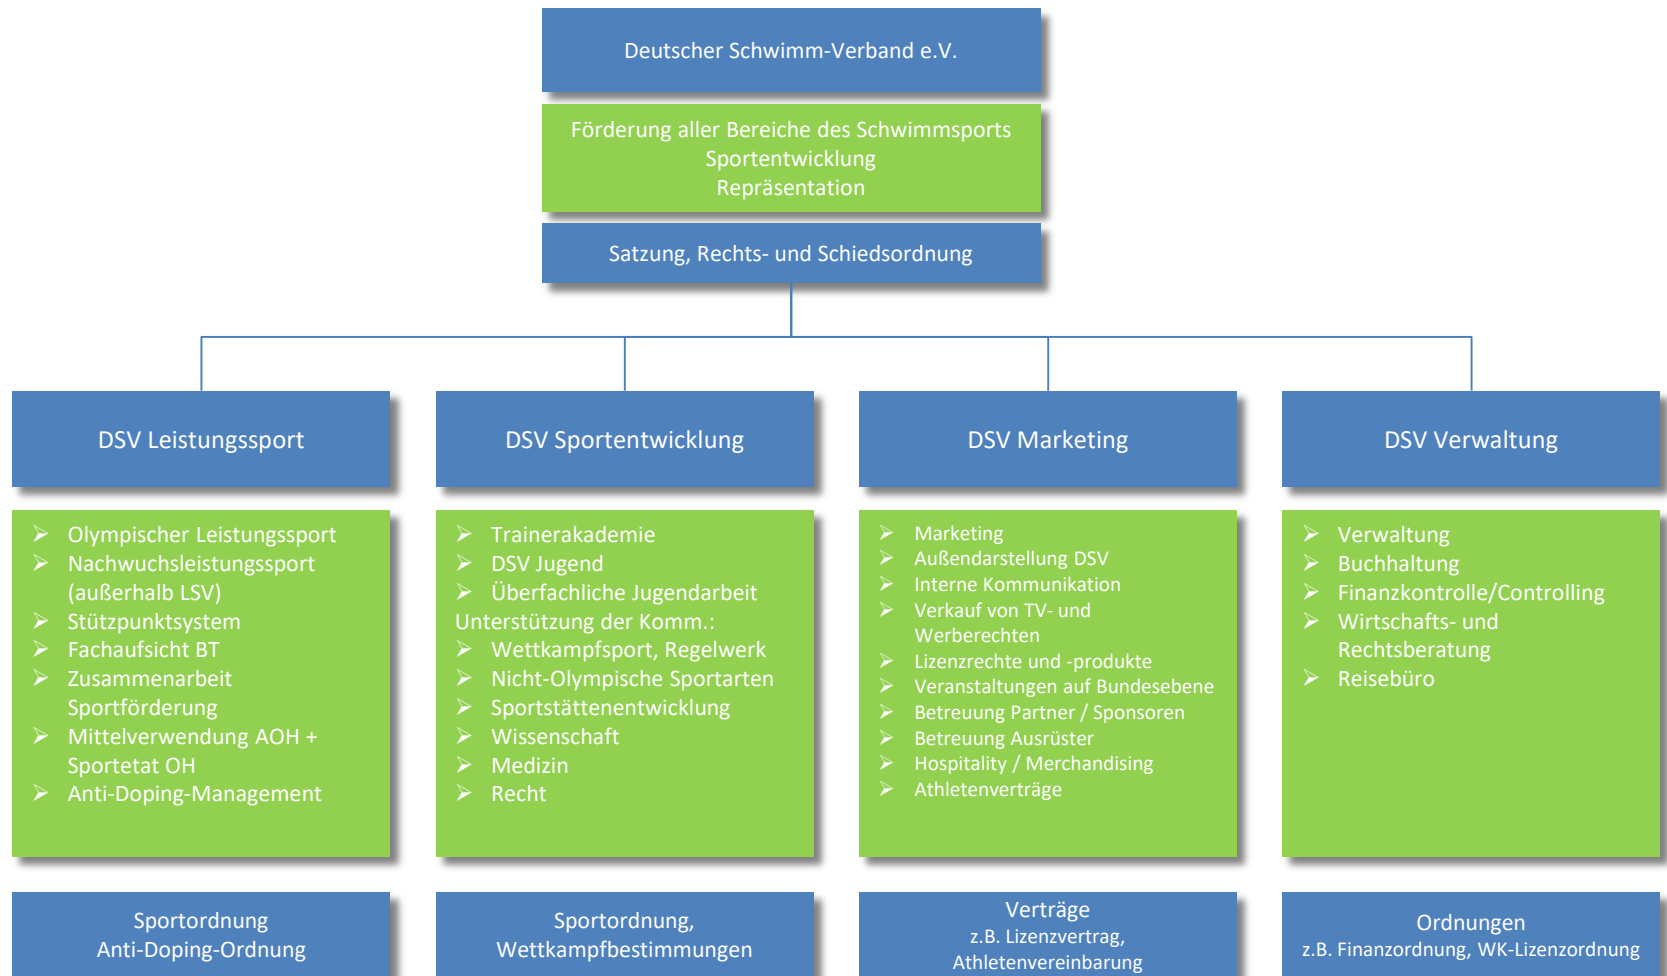 Deutscher Schwimm-Verband e.V.
Förderung aller Bereiche des Schwimmsports
Sportentwicklung
Repräsentation
Satzung, Rechts- und Schiedsordnung
DSV Leistungssport
➢ Olympischer Leistungssport
➢ Nachwuchsleistungssport
(außerhalb LSV)
➢ Stützpunktsystem
➢ Fachaufsicht BT
➢ Zusammenarbeit
Sportförderung
➢ Mittelverwendung AOH +
Sportetat OH
➢ Anti-Doping-Management
Sportordnung
Anti-Doping-Ordnung
DSV Sportentwicklung
➢ Trainerakademie
➢ DSV Jugend
➢ Überfachliche Jugendarbeit
Unterstützung der Komm.:
➢ Wettkampfsport, Regelwerk
➢ Nicht-Olympische Sportarten
➢ Sportstättenentwicklung
➢ Wissenschaft
➢ Medizin
➢ Recht
Sportordnung,
Wettkampfbestimmungen
DSV Marketing
➢ Marketing
➢ Außendarstellung DSV
➢ Interne Kommunikation
➢ Verkauf von TV- und
Werberechten
➢ Lizenzrechte und -produkte
➢ Veranstaltungen auf Bundesebene
➢ Betreuung Partner / Sponsoren
➢ Betreuung Ausrüster
➢ Hospitality / Merchandising
➢ Athletenverträge
Verträge
z.B. Lizenzvertrag,
Athletenvereinbarung
DSV Verwaltung
➢ Verwaltung
➢ Buchhaltung
➢ Finanzkontrolle/Controlling
➢ Wirtschafts- und
Rechtsberatung
➢ Reisebüro
Ordnungen
z.B. Finanzordnung, WK-Lizenzordnung